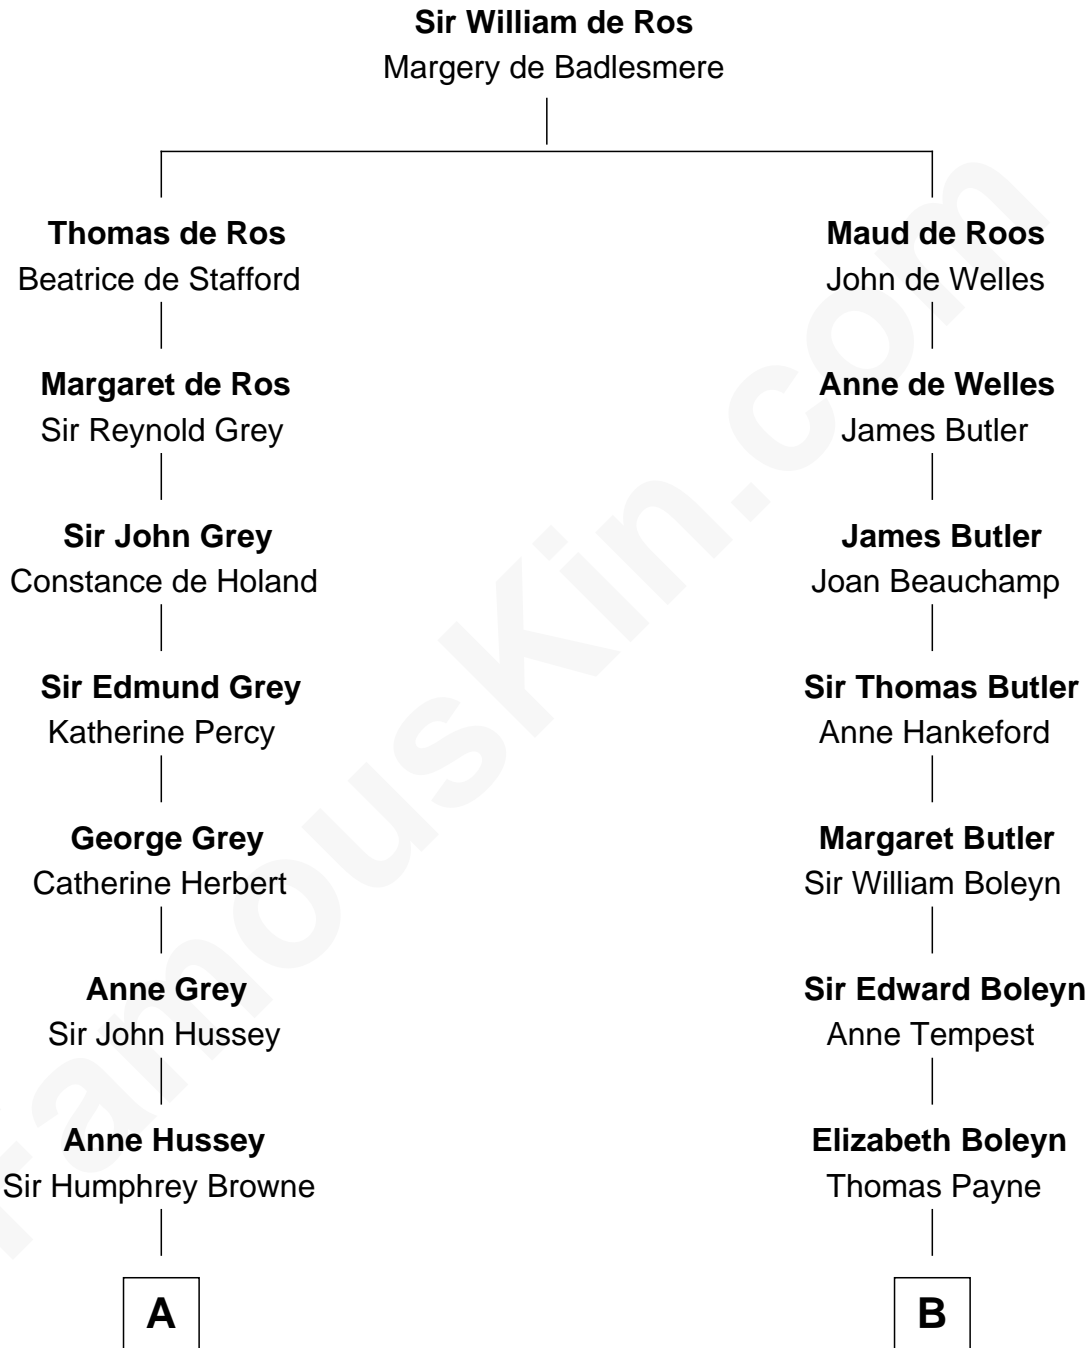 Sir William de Ros
Margery de Badlesmere
Thomas de Ros
Beatrice de Stafford
Maud de Roos
John de Welles
Margaret de Ros
Sir Reynold Grey
Anne de Welles
James Butler
Sir John Grey
Constance de Holand
James Butler
Joan Beauchamp
Sir Edmund Grey
Katherine Percy
Sir Thomas Butler
Anne Hankeford
George Grey
Catherine Herbert
Margaret Butler
Sir William Boleyn
Anne Grey
Sir John Hussey
Sir Edward Boleyn
Anne Tempest
Anne Hussey
Sir Humphrey Browne
Elizabeth Boleyn
Thomas Payne
A
B
FamousKin.com